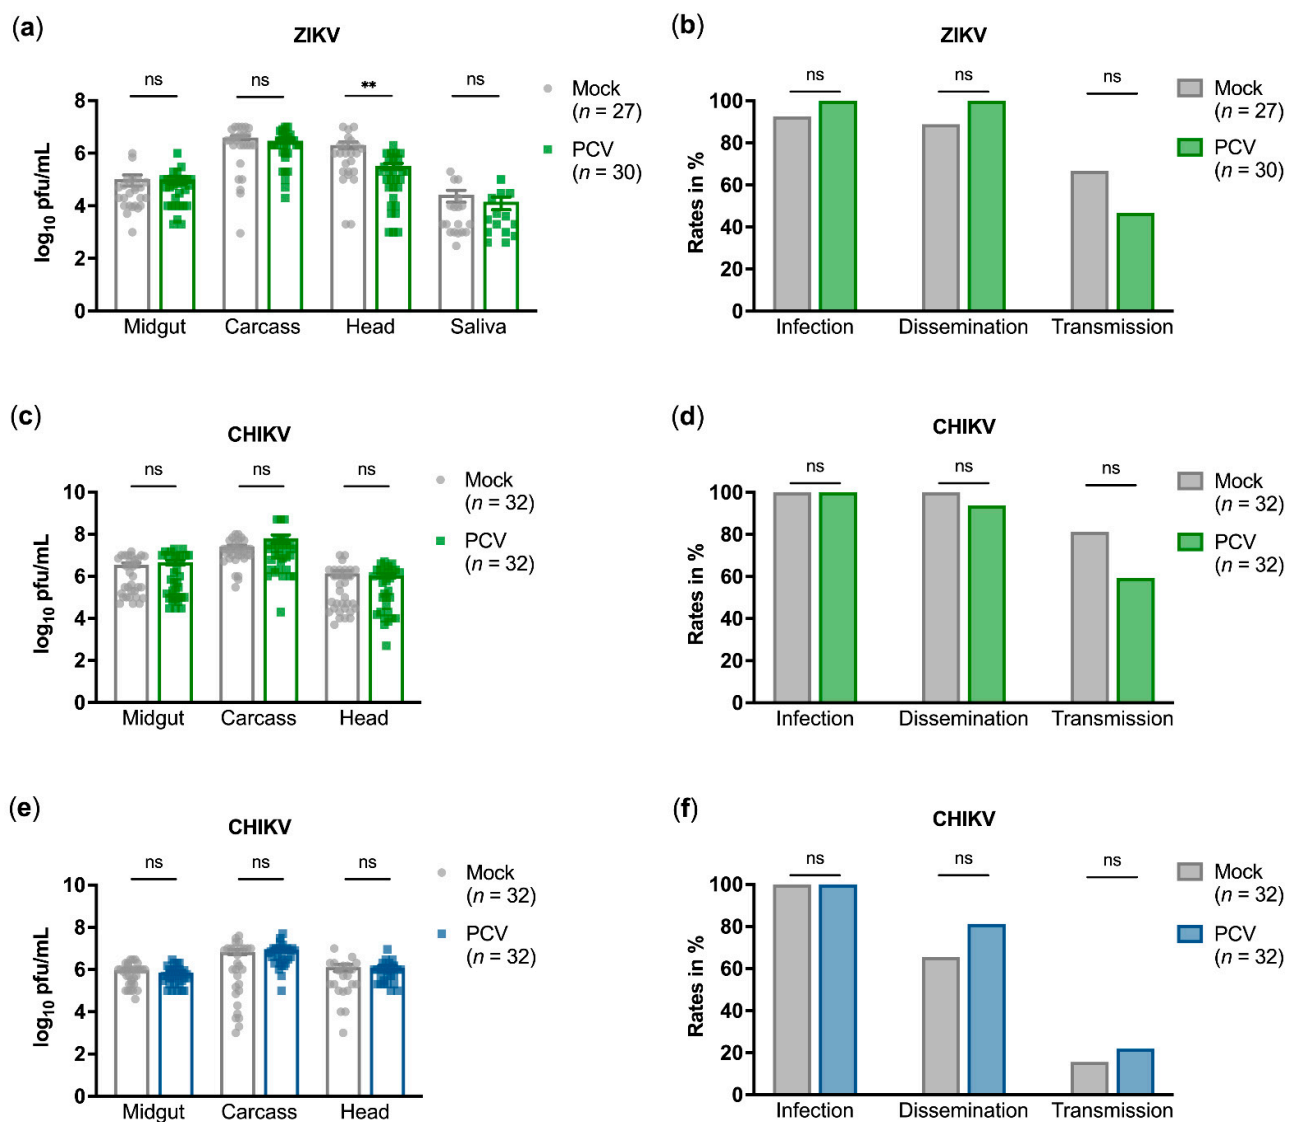 (a)
ZIKV
ns
ns
**
ns
Mock
(n = 27)
PCV
(n = 30)
8
6
4
2
0
log10 pfu/mL
Midgut Carcass Head Saliva
(b)
ZIKV
ns
ns
ns
Mock
(n = 27)
PCV
(n = 30)
100
80
60
40
20
0
Rates in %
Infection Dissemination Transmission
(c)
CHIKV
ns
ns
ns
Mock
(n = 32)
PCV
(n = 32)
10
8
6
4
2
0
log10 pfu/mL
Midgut Carcass Head
(d)
CHIKV
ns
ns
ns
Mock
(n = 32)
PCV
(n = 32)
100
80
60
40
20
0
Rates in %
Infection Dissemination Transmission
(e)
CHIKV
ns
ns
ns
Mock
(n = 32)
PCV
(n = 32)
10
8
6
4
2
0
log10 pfu/mL
Midgut Carcass Head
(f)
CHIKV
ns
ns
ns
Mock
(n = 32)
PCV
(n = 32)
100
80
60
40
20
0
Rates in %
Infection Dissemination Transmission